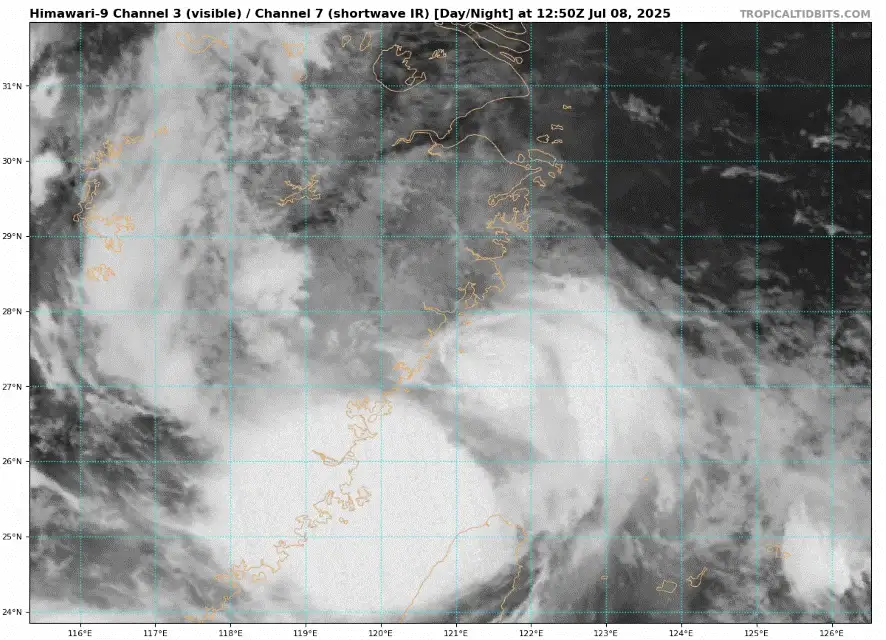 Himawari-9 Channel 3 (visible) / Channel 7 (shortwave IR) [Day/Night] at 12:50Z Jul 08, 2025 TROPICALTIDBITS.COM
31°N
30°N
29°N
28°N
27°N
26°N
25°N
24°N
116°E 117°E 118°E 119°E 120°E 121°E 122°E 123°E 124°E 125°E 126°E